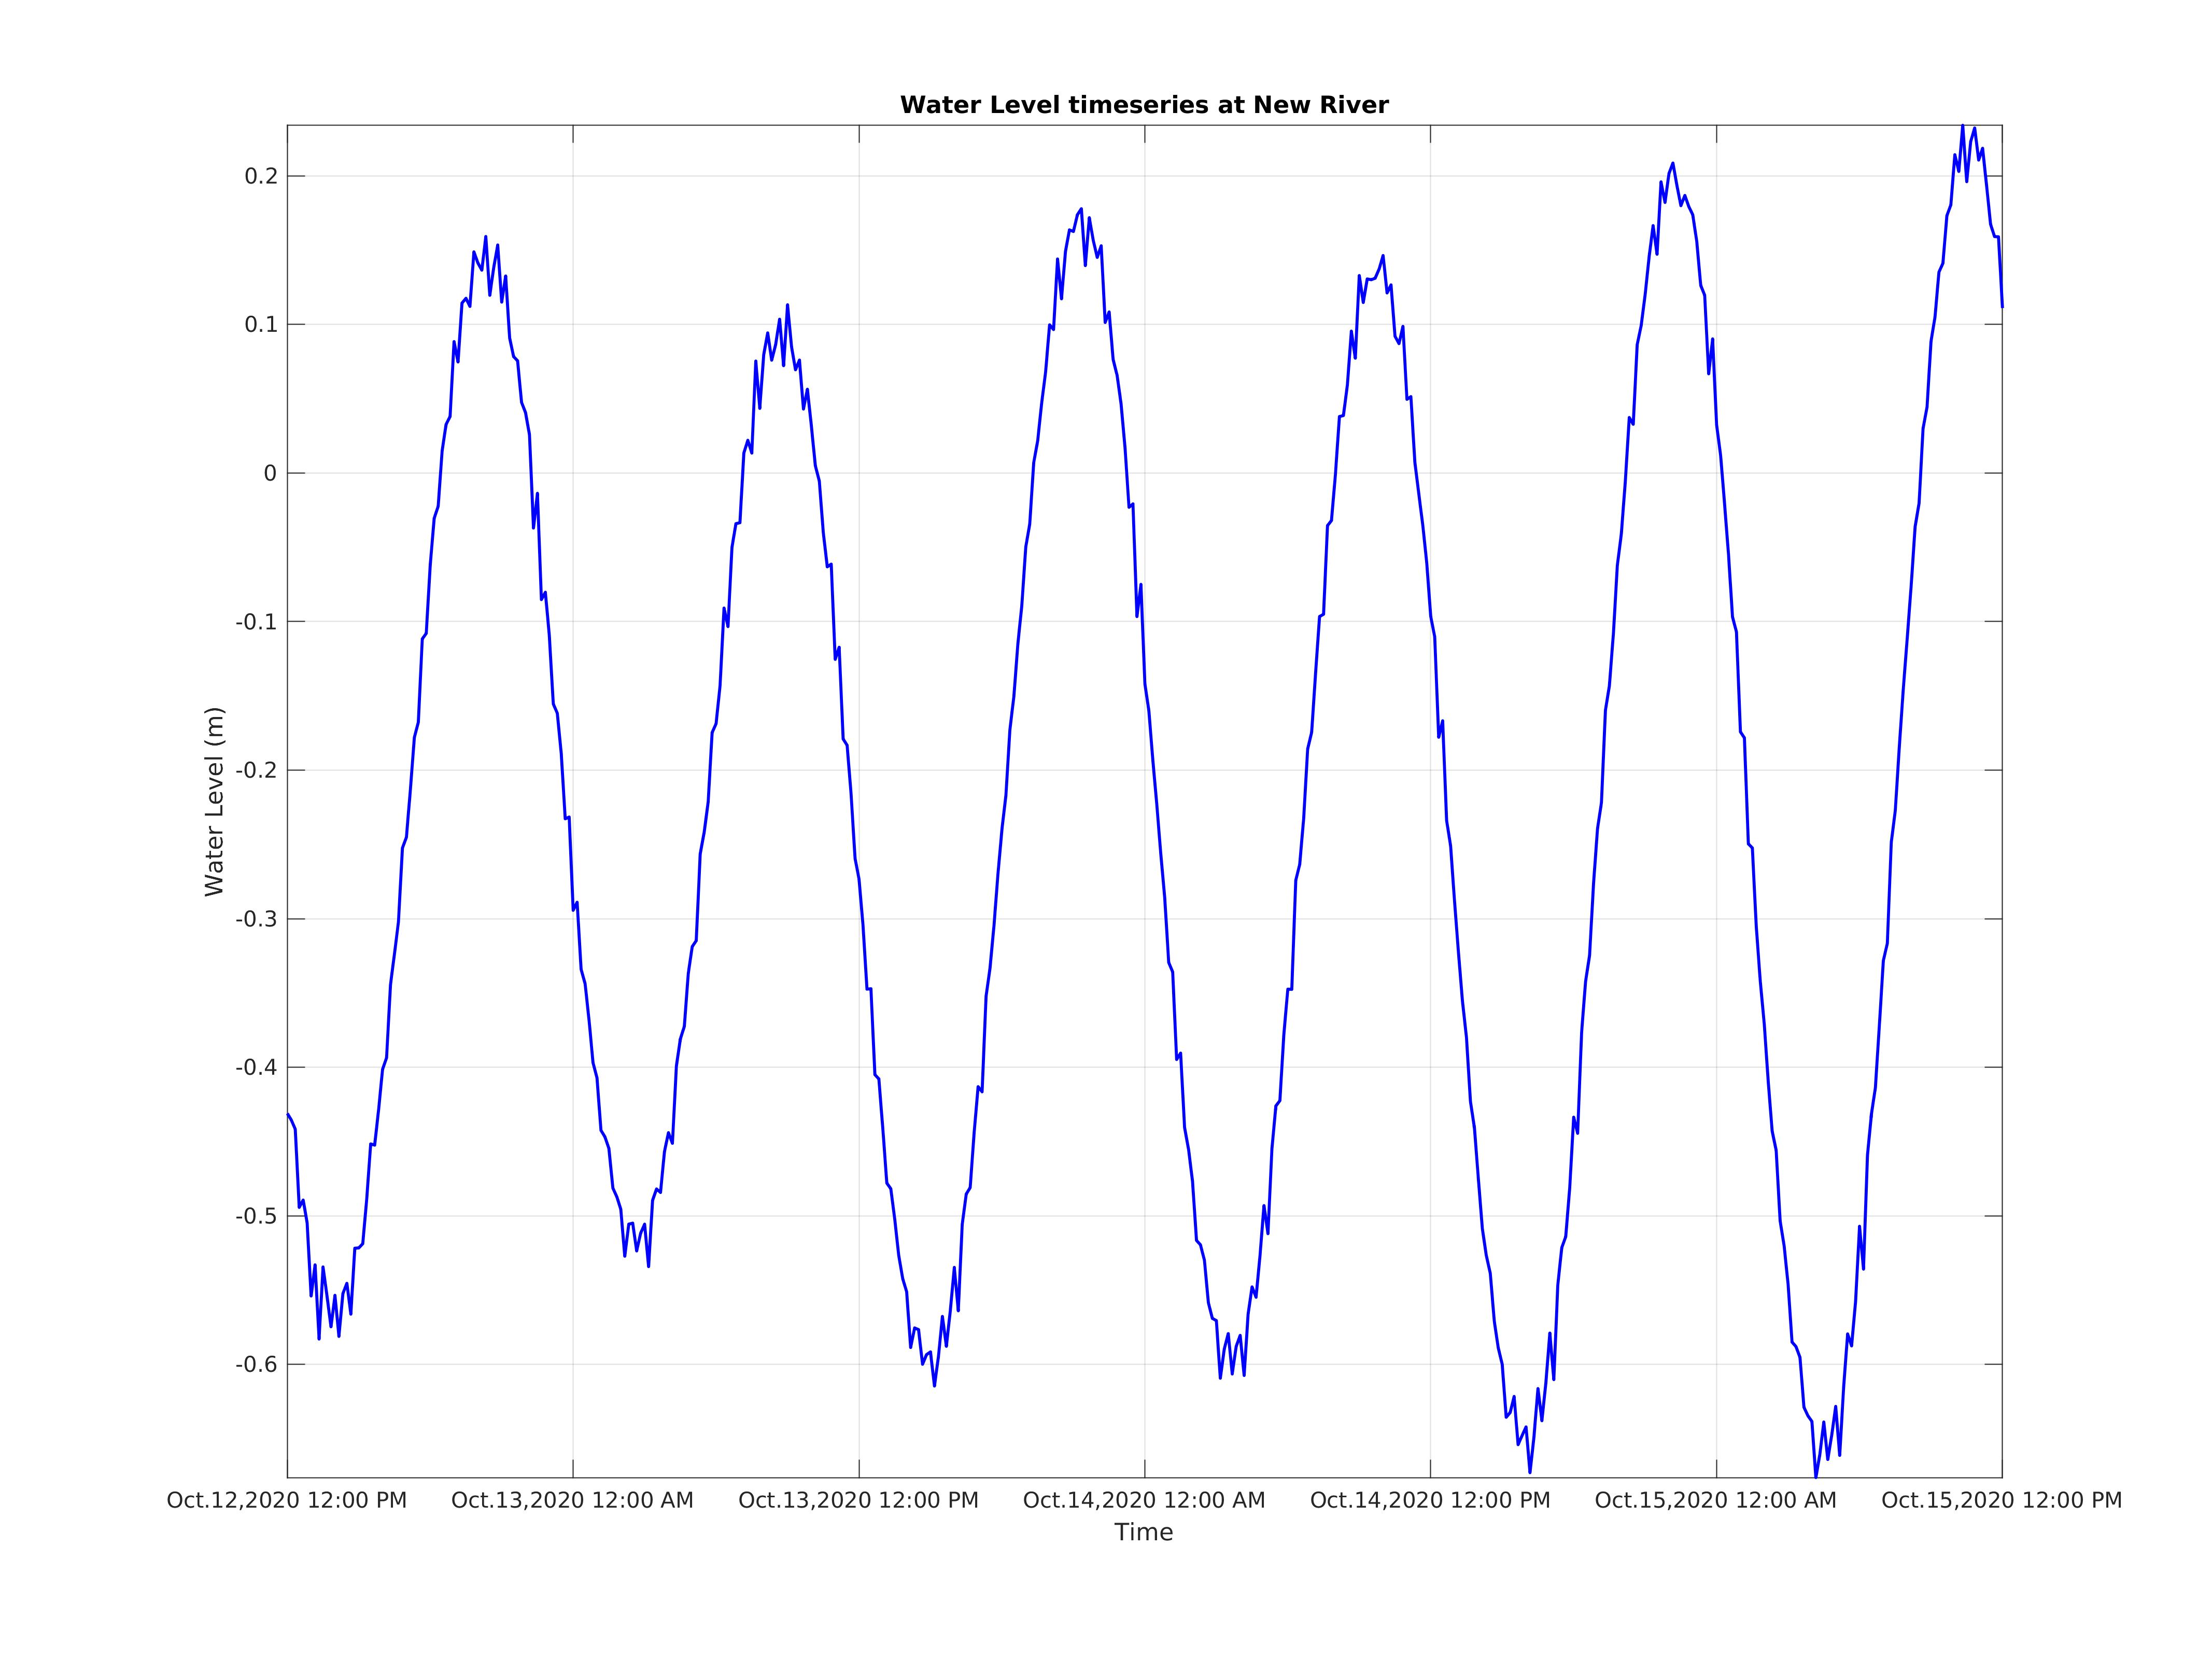 Water Level timeseries at New River
0.2
0.1
0
-0.1
-0.2
-0.3
-0.4
-0.5
-0.6
Water Level (m)
Oct.12,2020 12:00 PM Oct.13,2020 12:00 AM Oct.13,2020 12:00 PM Oct.14,2020 12:00 AM Oct.14,2020 12:00 PM Oct.15,2020 12:00 AM Oct.15,2020 12:00 PM
Time